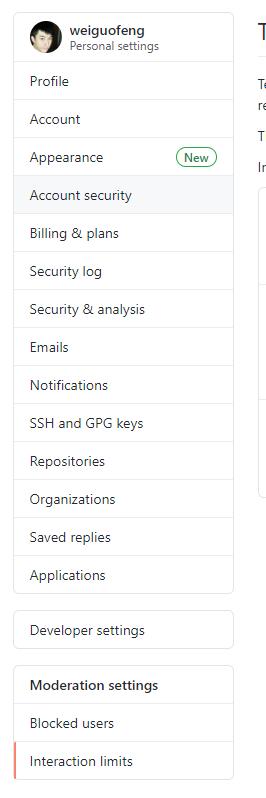 weiguofeng
Personal settings
Profile
Account
Appearance New
Account security
Billing & plans
Security log
Security & analysis
Emails
Notifications
SSH and GPG keys
Repositories
Organizations
Saved replies
Applications
Developer settings
Moderation settings
Blocked users
Interaction limits